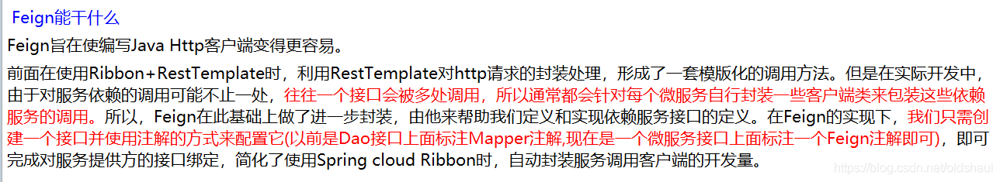 Feign能干什么
Feign旨在使编写Java Http客户端变得更容易。
前面在使用Ribbon+RestTemplate时，利用RestTemplate对http请求的封装处理，形成了一套模版化的调用方法。但是在实际开发中，
由于对服务依赖的调用可能不止一处，往往一个接口会被多处调用，所以通常都会针对每个微服务自行封装一些客户端类来包装这些依赖
服务的调用。所以，Feign在此基础上做了进一步封装，由他来帮助我们定义和实现依赖服务接口的定义。在Feign的实现下，我们只需创
建一个接口并使用注解的方式来配置它(以前是Dao接口上面标注Mapper注解,现在是一个微服务接口上面标注一个Feign注解即可)，即可
完成对服务提供方的接口绑定，简化了使用Spring cloud Ribbon时，自动封装服务调用客户端的开发量。
https://blog.csdn.net/oldshaui